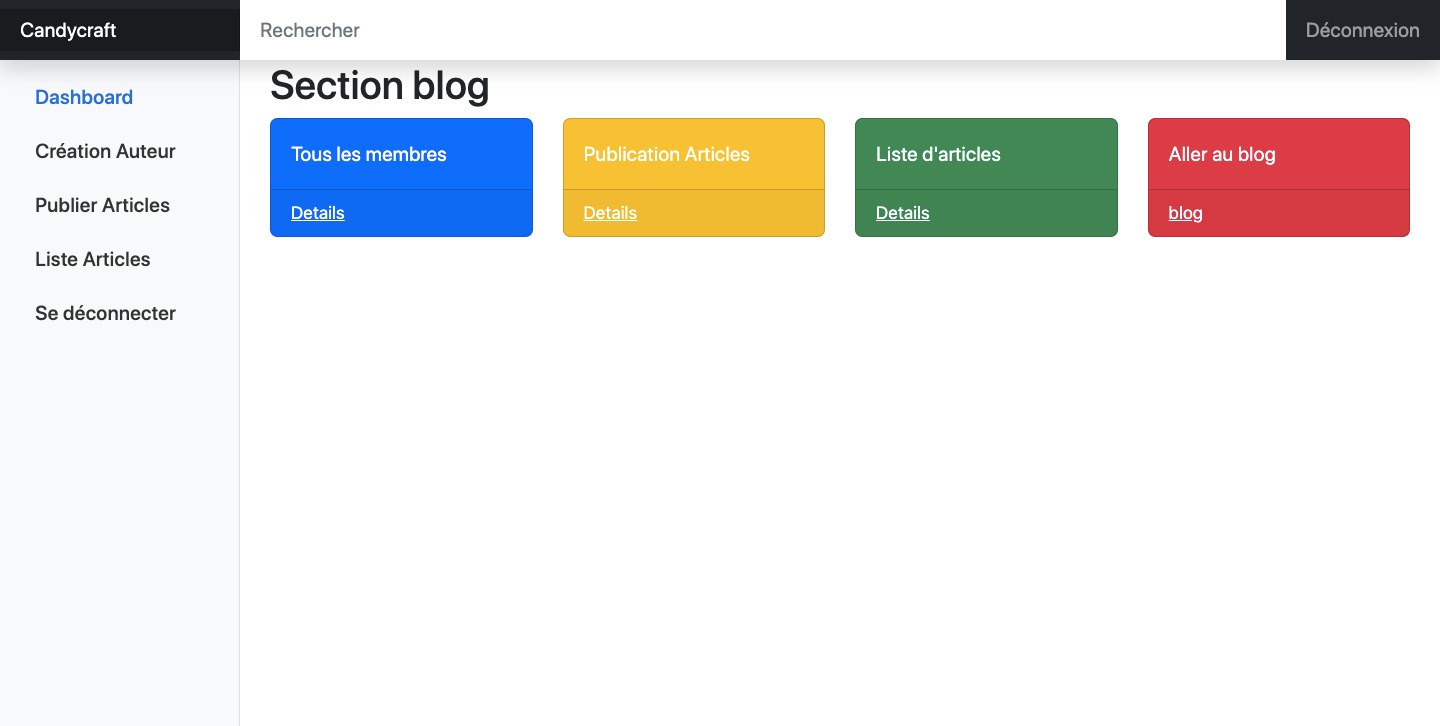 Candycraft
Rechercher
Déconnexion
Dashboard
Création Auteur
Publier Articles
Liste Articles
Se déconnecter
Section blog
Tous les membres
Details
Publication Articles
Details
Liste d'articles
Details
Aller au blog
blog